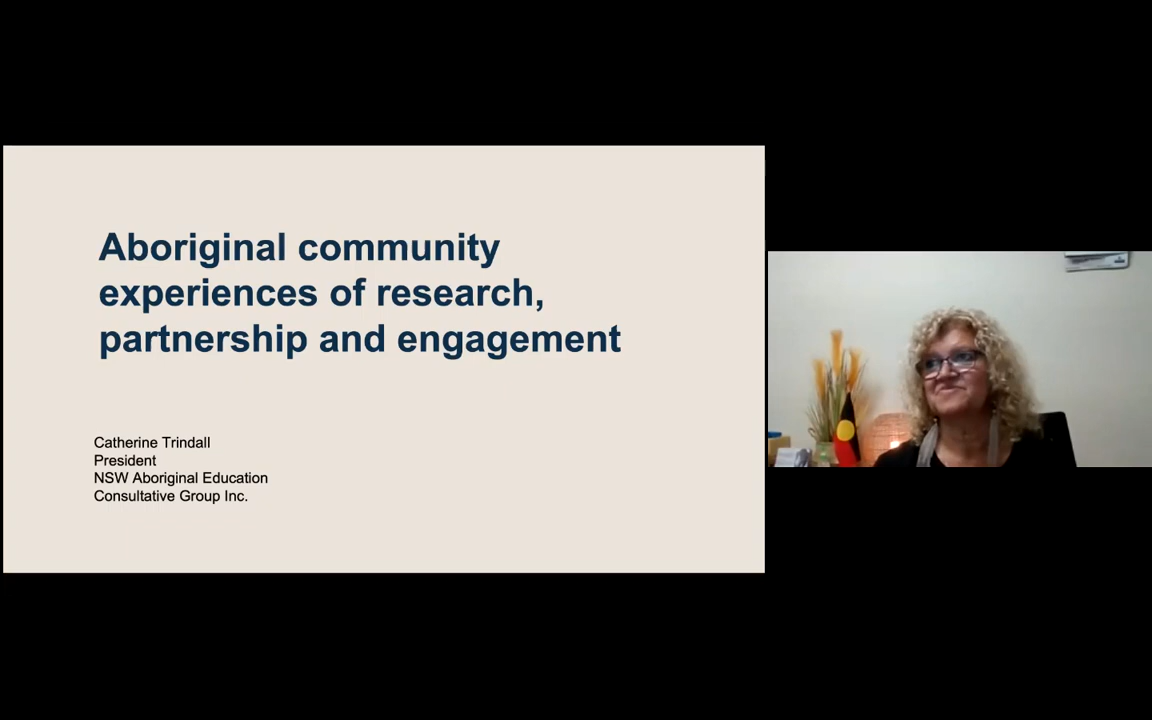 Aboriginal community
experiences of research,
partnership and engagement
Catherine Trindall
President
NSW Aboriginal Education
Consultative Group Inc.